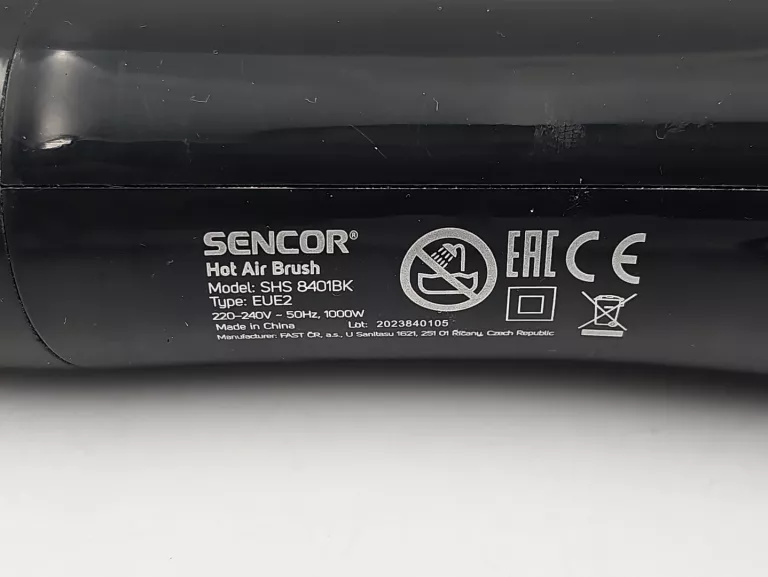 SENCOR®
Hot Air Brush
Model: SHS 8401BK
Type: EUE2
220–240V ~ 50Hz, 1000W
Made in China Lot: 2023840105
Manufacturer: FAST ČR, a.s., U Sanitasu 1621, 251 01 Říčany, Czech Republic
EAC CE